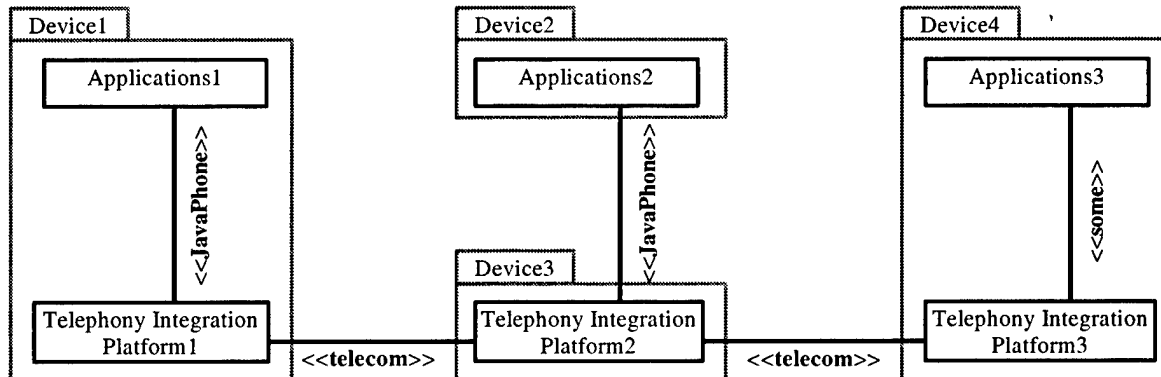 Device1
Device2
Device4
Applications1
Applications2
Applications3
<<JavaPhone>>
<<JavaPhone>>
<<some>>
Device3
Telephony Integration
Platform1
Telephony Integration
Platform2
Telephony Integration
Platform3
<<telecom>>
<<telecom>>